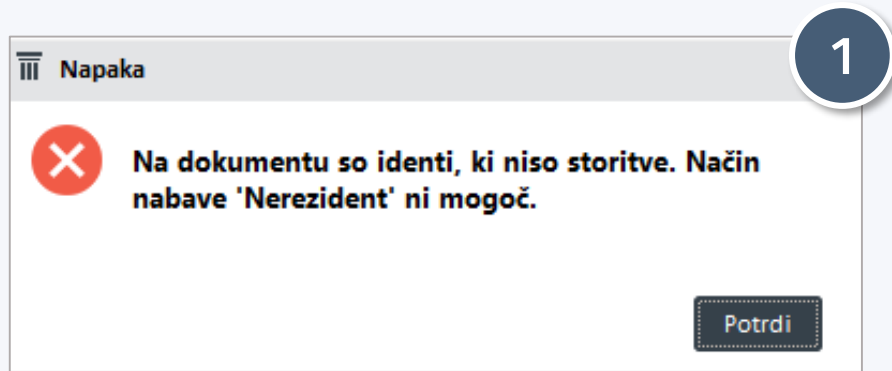 1
Napaka
Na dokumentu so identi, ki niso storitve. Način
nabave 'Nerezident' ni mogoč.
Potrdi